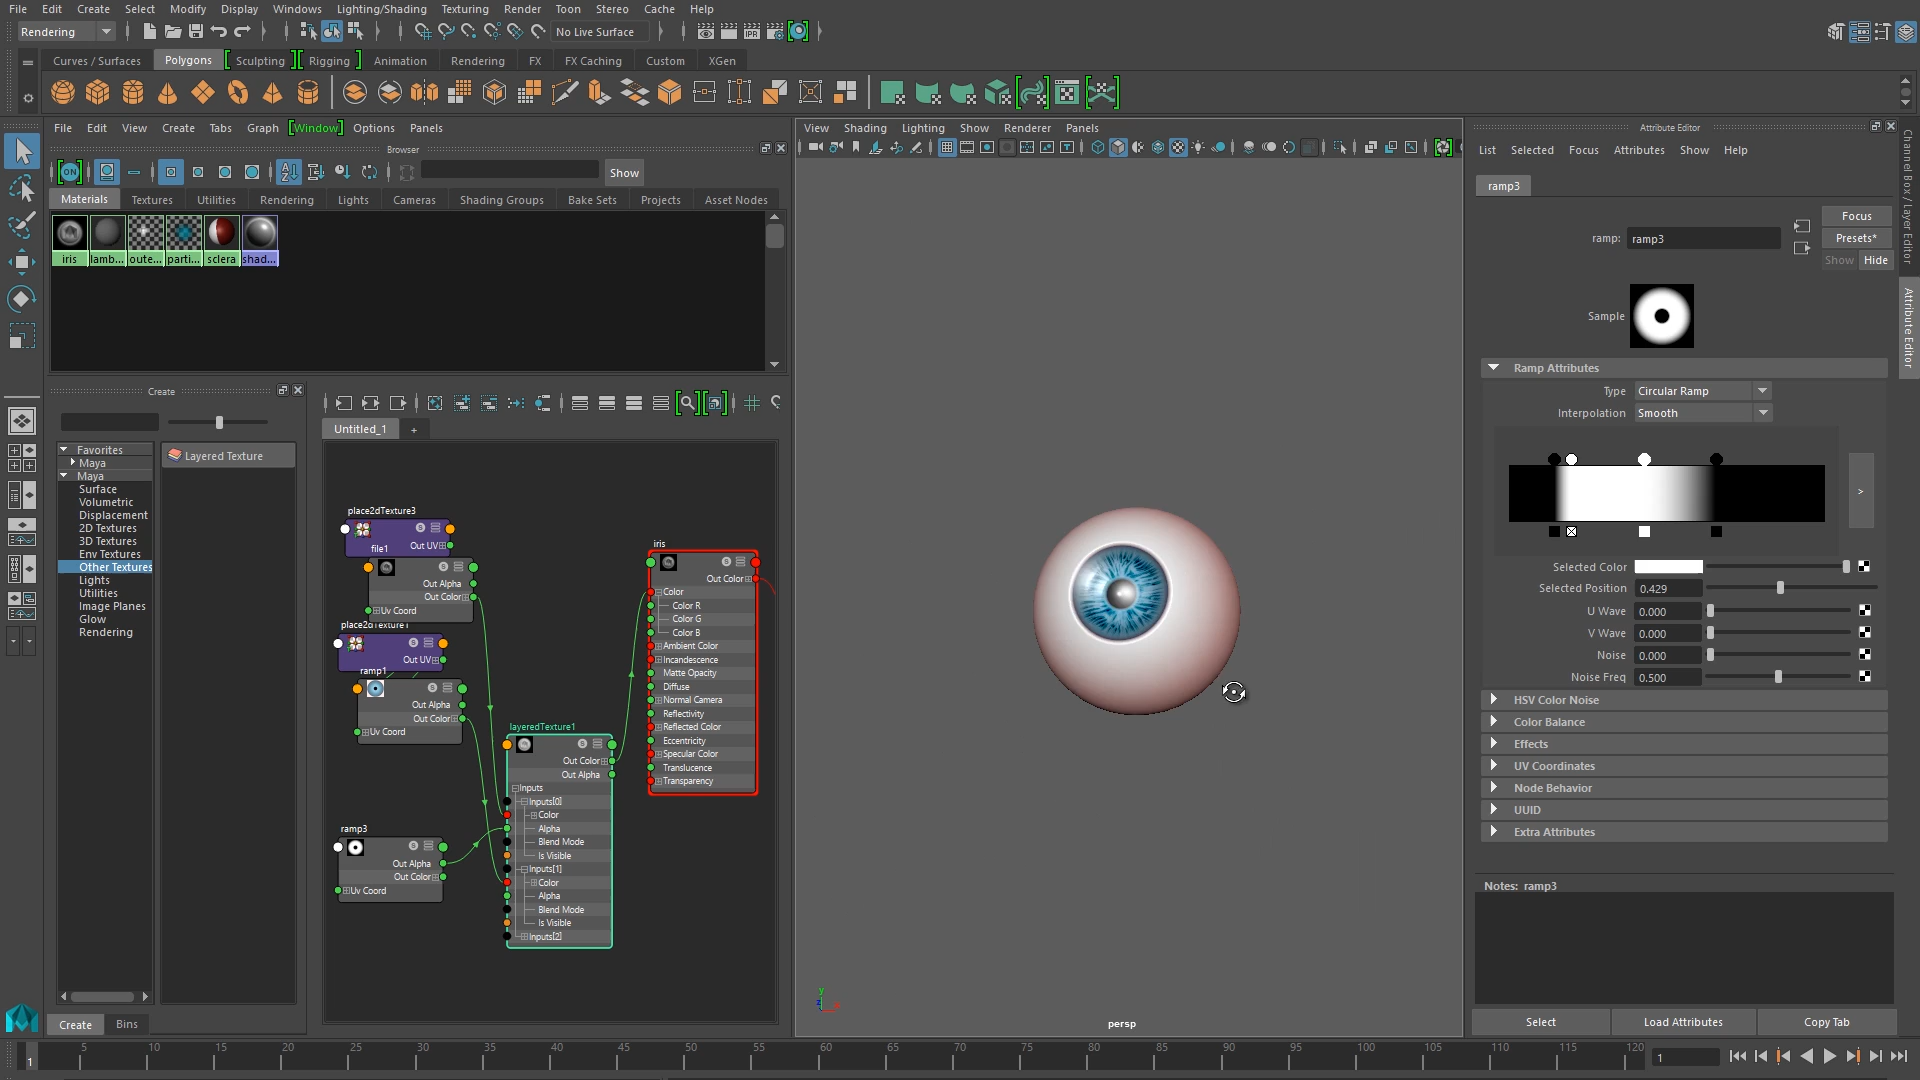 File Edit Create Select Modify Display Windows Lighting/Shading Texturing Render Toon Stereo Cache Help
Rendering No Live Surface IPR
Curves / Surfaces Polygons Sculpting Rigging Animation Rendering FX FX Caching Custom XGen
File Edit View Create Tabs Graph Window Options Panels
View Shading Lighting Show Renderer Panels
Attribute Editor
List Selected Focus Attributes Show Help
Browser
ON Show
Materials Textures Utilities Rendering Lights Cameras Shading Groups Bake Sets Projects Asset Nodes
iris lamb... oute... parti... sclera shad...
Create
Untitled_1 +
Favorites
Maya
Maya
Surface
Volumetric
Displacement
2D Textures
3D Textures
Env Textures
Other Textures
Lights
Utilities
Image Planes
Glow
Rendering
Layered Texture
Create Bins
place2dTexture3
Out UV
file1
Out Alpha
Out Color
Uv Coord
place2dTexture1
Out UV
ramp1
Out Alpha
Out Color
Uv Coord
ramp3
Out Alpha
Out Color
Uv Coord
layeredTexture1
Out Color
Out Alpha
Inputs
Inputs[0]
Color
Alpha
Blend Mode
Is Visible
Inputs[1]
Color
Alpha
Blend Mode
Is Visible
Inputs[2]
iris
Out Color
Color
Color R
Color G
Color B
Ambient Color
Incandescence
Matte Opacity
Diffuse
Normal Camera
Reflectivity
Reflected Color
Eccentricity
Specular Color
Translucence
Transparency
persp
y
z
x
ramp3
ramp: ramp3
Focus
Presets*
Show Hide
Sample
Ramp Attributes
Type Circular Ramp
Interpolation Smooth
>
Selected Color
Selected Position 0.429
U Wave 0.000
V Wave 0.000
Noise 0.000
Noise Freq 0.500
HSV Color Noise
Color Balance
Effects
UV Coordinates
Node Behavior
UUID
Extra Attributes
Notes: ramp3
Select Load Attributes Copy Tab
Channel Box / Layer Editor
Attribute Editor
1 5 10 15 20 25 30 35 40 45 50 55 60 65 70 75 80 85 90 95 100 105 110 115 120 1